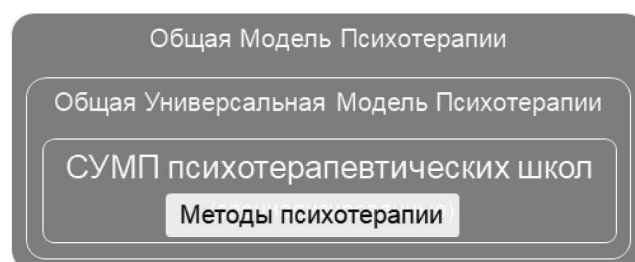 Общая Модель Психотерапии
Общая Универсальная Модель Психотерапии
СУМП психотерапевтических школ
Методы психотерапии